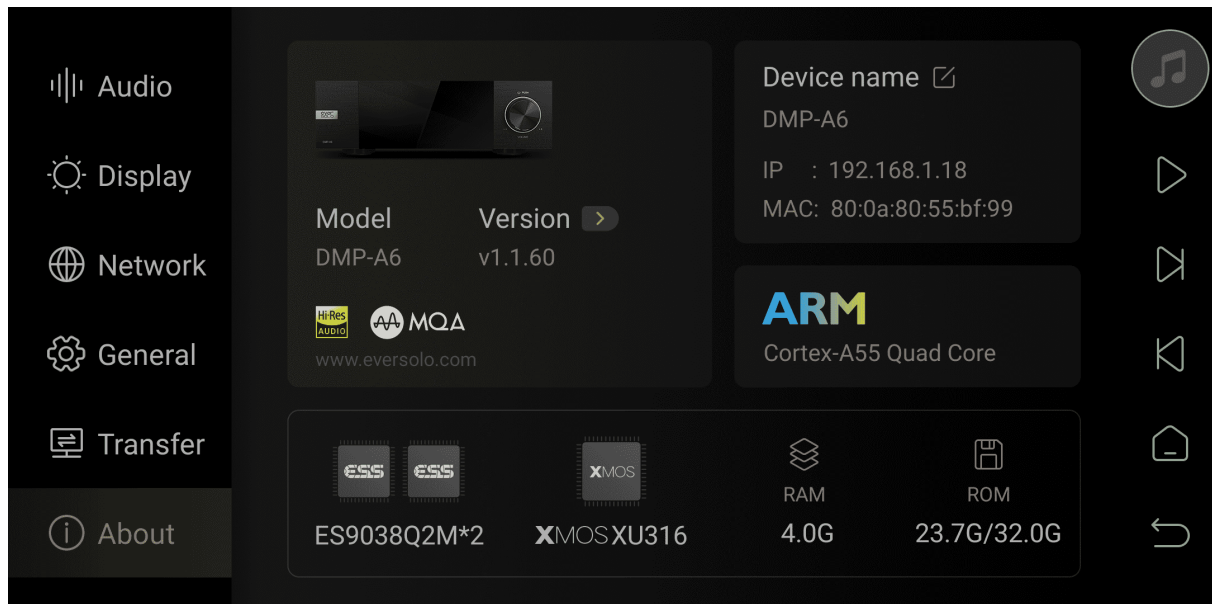 Audio
Display
Network
General
Transfer
About
Model
DMP-A6
Version
v1.1.60
Hi-Res
AUDIO
MQA
www.eversolo.com
Device name
DMP-A6
IP : 192.168.1.18
MAC: 80:0a:80:55:bf:99
ARM
Cortex-A55 Quad Core
ESS
ESS
ES9038Q2M*2
XMOS
XMOS XU316
RAM
4.0G
ROM
23.7G/32.0G